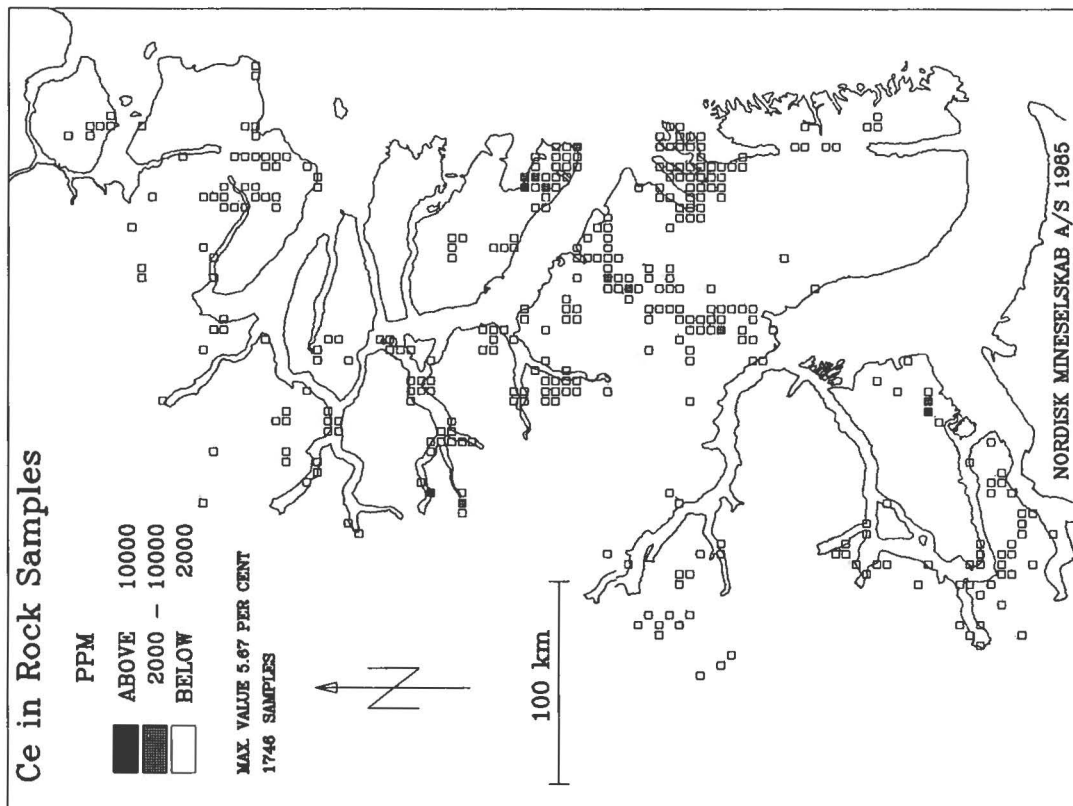 Ce in Rock Samples
PPM
ABOVE 10000
2000 - 10000
BELOW 2000
MAX. VALUE 5.67 PER CENT
1746 SAMPLES
N
100 km
NORDISK MINESELSKAB A/S 1985